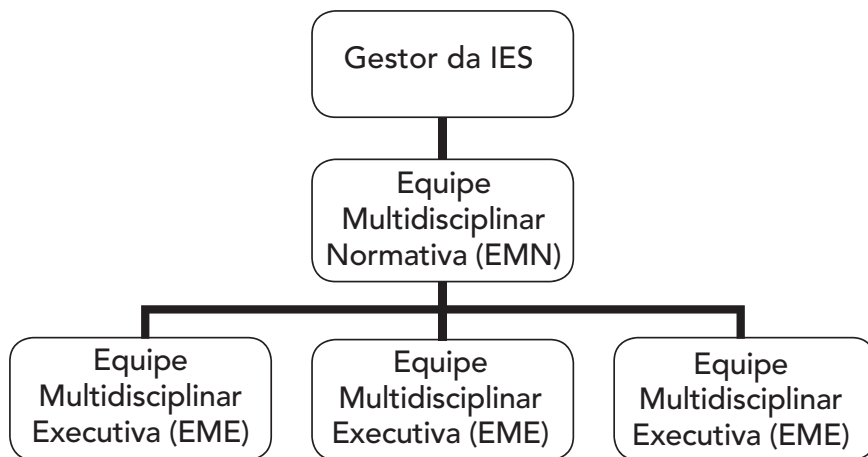 Gestor da IES
Equipe
Multidisciplinar
Normativa (EMN)
Equipe
Multidisciplinar
Executiva (EME)
Equipe
Multidisciplinar
Executiva (EME)
Equipe
Multidisciplinar
Executiva (EME)